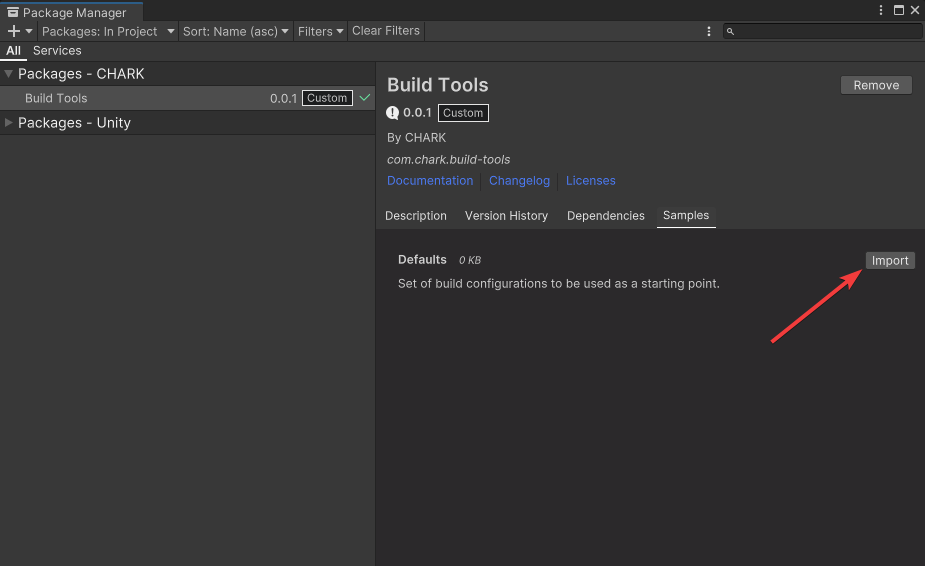 Package Manager
Packages: In Project Sort: Name (asc) Filters Clear Filters
All Services
Packages - CHARK
Build Tools 0.0.1 Custom
Packages - Unity
Build Tools Remove
0.0.1 Custom
By CHARK
com.chark.build-tools
Documentation Changelog Licenses
Description Version History Dependencies Samples
Defaults 0 KB Import
Set of build configurations to be used as a starting point.